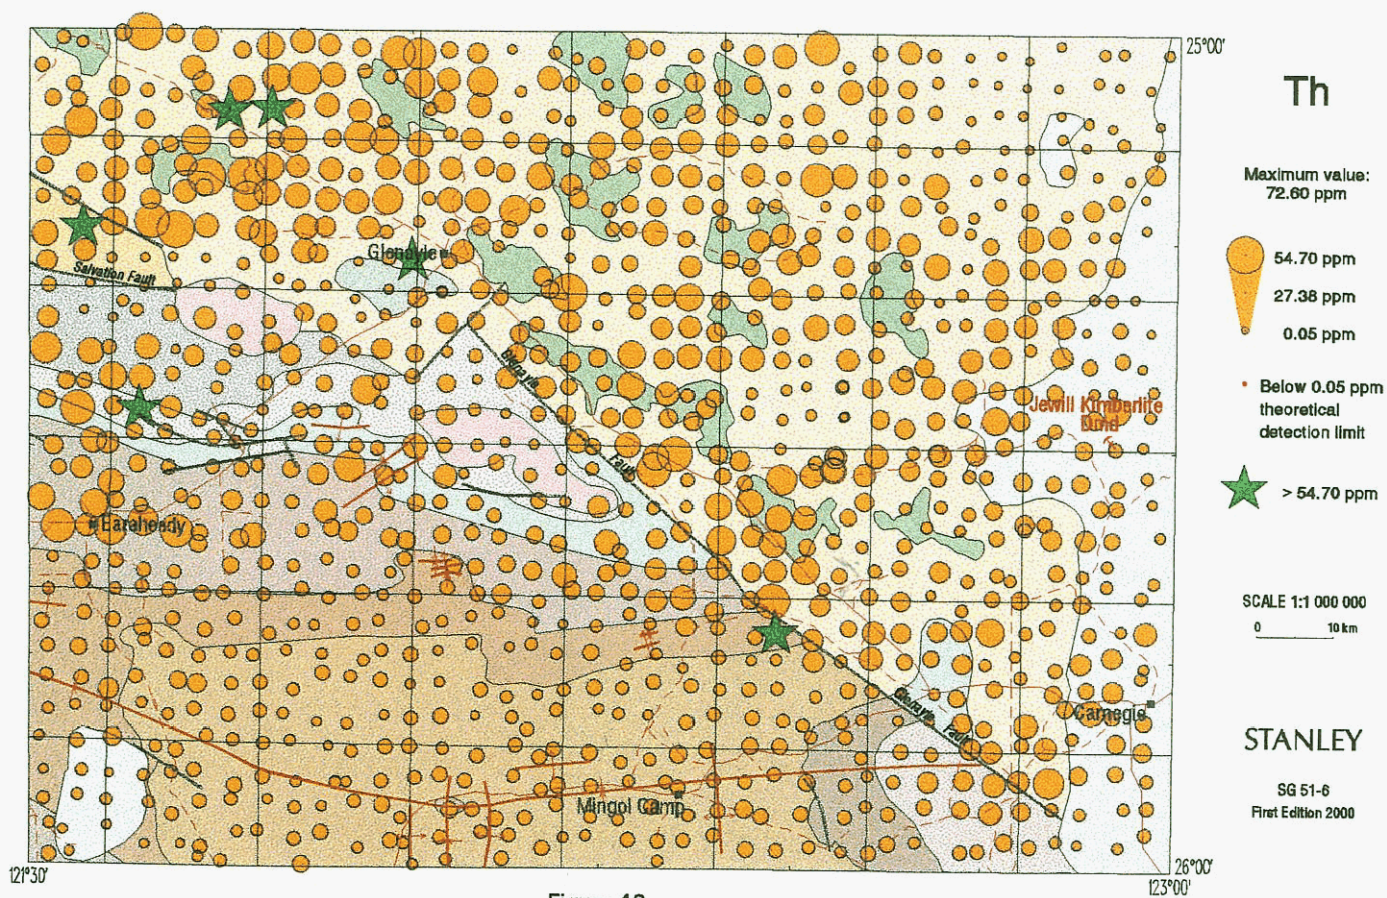 25°00'
Th
Maximum value:
72.60 ppm
54.70 ppm
27.38 ppm
0.05 ppm
Below 0.05 ppm
theoretical
detection limit
> 54.70 ppm
SCALE 1:1 000 000
0 10 km
STANLEY
SG 51-6
First Edition 2000
Glenayle
Salvation Fault
Fault
Jewill Kimberlite
Earaheedy
Fault
Carnegie
Mingol Camp
121°30'
26°00'
123°00'